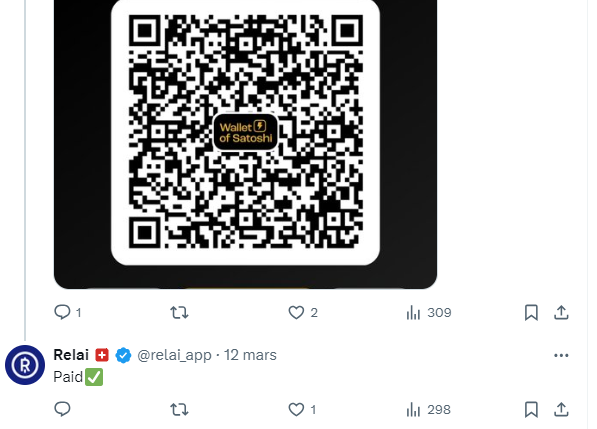 Wallet
of Satoshi
1
2
309
Relai @relai_app · 12 mars
Paid✅
1
298